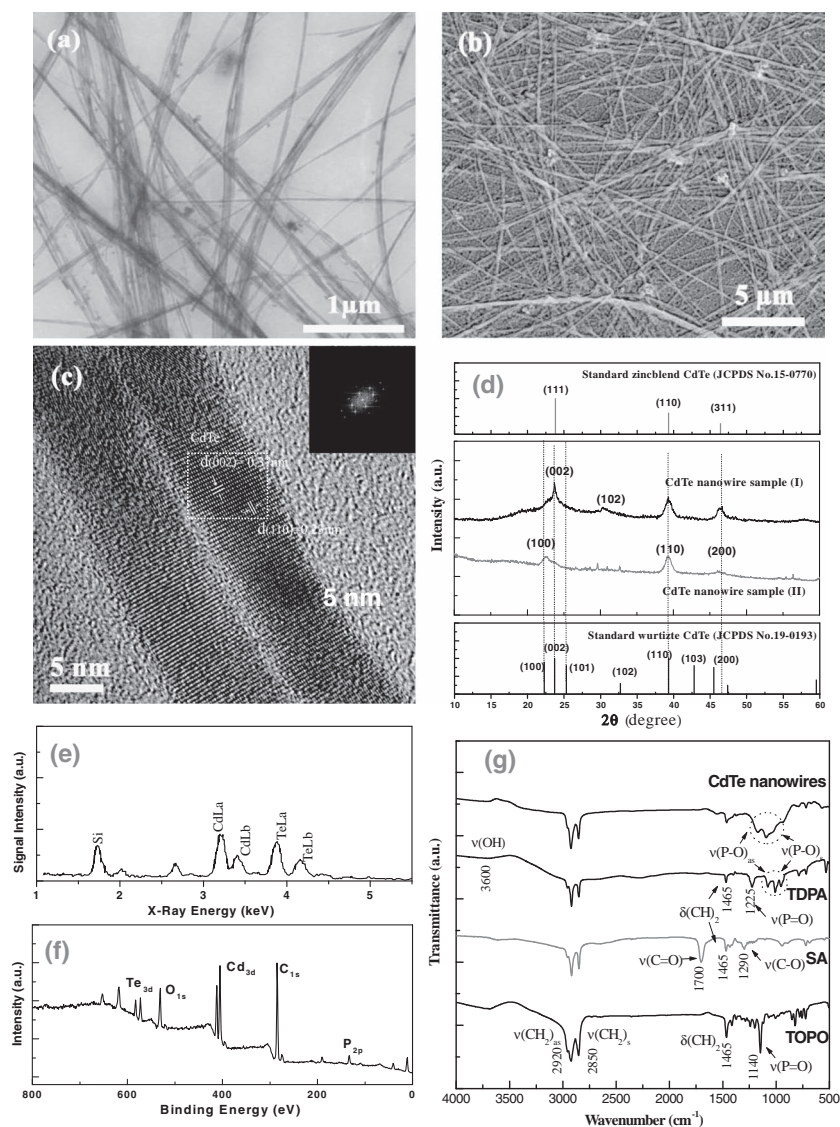 (a)
1μm
(b)
5 μm
(c)
CdTe
d(002)
d(110)
5 nm
5 nm
(d)
Standard zincblend CdTe (JCPDS No.15-0770)
(111)
(110)
(311)
(002)
CdTe nanowire sample (I)
(102)
(100)
(110)
(200)
CdTe nanowire sample (II)
Standard wurtizte CdTe (JCPDS No.19-0193)
(100)
(002)
(101)
(102)
(110)
(103)
(200)
Intensity (a.u.)
10 15 20 25 30 35 40 45 50 55 60
2θ (degree)
(e)
Signal Intensity (a.u.)
Si
CdLa
CdLb
TeLa
TeLb
1 2 3 4 5
X-Ray Energy (keV)
(f)
Intensity (a.u.)
Te3d
O1s
Cd3d
C1s
P2p
800 600 400 200 0
Binding Energy (eV)
(g)
Transmittance (a.u.)
CdTe nanowires
ν(OH)
3600
ν(P-O)as
ν(P-O)s
TDPA
1465
1225
δ(CH)2
ν(P=O)
SA
ν(C=O)
1700
1465
1290
ν(C-O)
ν(CH2)as
2920
2850
ν(CH2)s
δ(CH)2
1465
1140
TOPO
ν(P=O)
4000 3500 3000 2500 2000 1500 1000 500
Wavenumber (cm-1)